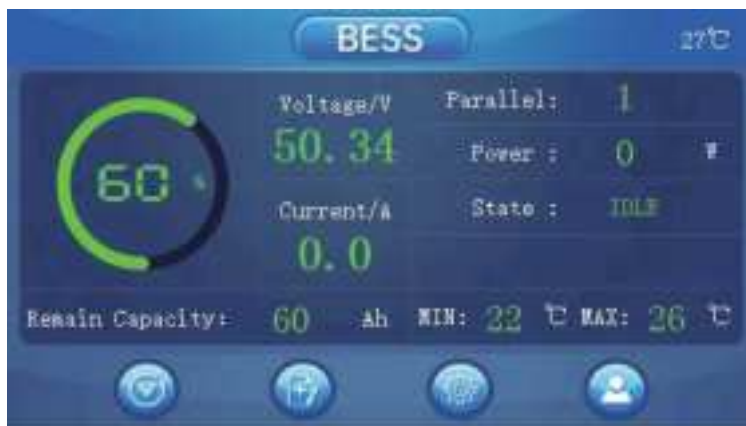 BESS
27℃
Voltage/V
50.34
Current/A
0.0
60 %
Parallel: 1
Power : 0 W
State : IDLE
Remain Capacity: 60 Ah
MIN: 22 ℃ MAX: 26 ℃